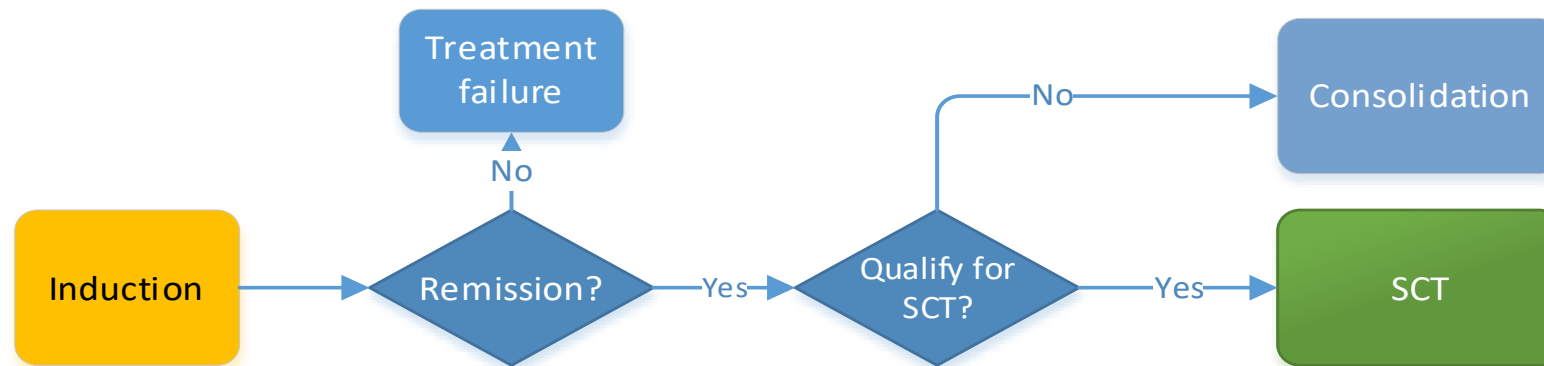 Treatment
failure
No
Consolidation
No
Induction
Remission?
Yes
Qualify for
SCT?
Yes
SCT